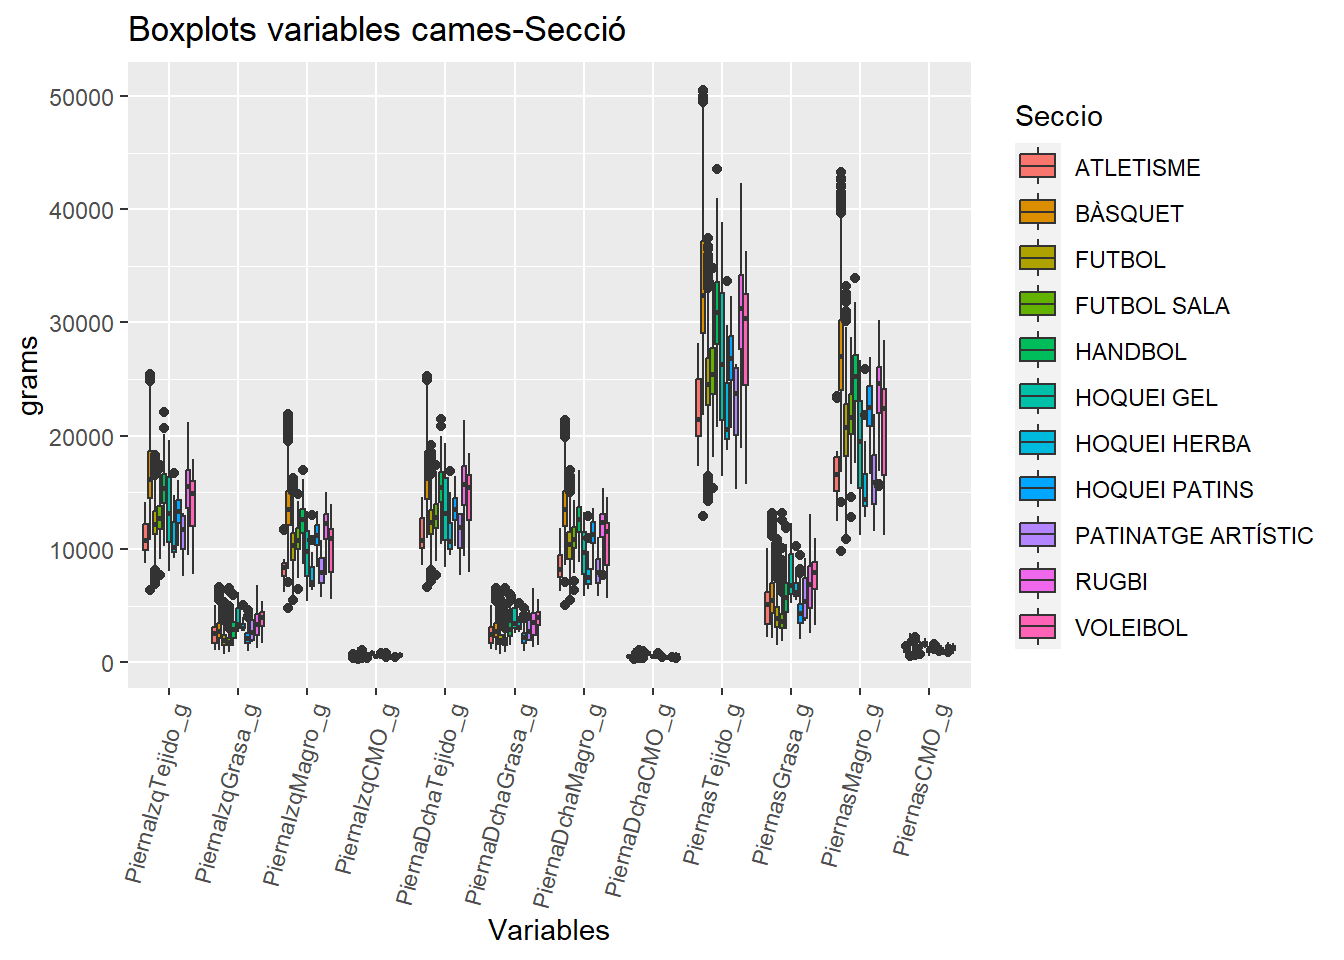 Boxplots variables cames-Secció
grams
50000
40000
30000
20000
10000
0
PiernaIzqTejido_g
PiernaIzqGrasa_g
PiernaIzqMagro_g
PiernaIzqCMO_g
PiernaDchaTejido_g
PiernaDchaGrasa_g
PiernaDchaMagro_g
PiernaDchaCMO_g
PiernasTejido_g
PiernasGrasa_g
PiernasMagro_g
PiernasCMO_g
Variables
Seccio
ATLETISME
BÀSQUET
FUTBOL
FUTBOL SALA
HANDBOL
HOQUEI GEL
HOQUEI HERBA
HOQUEI PATINS
PATINATGE ARTÍSTIC
RUGBI
VOLEIBOL